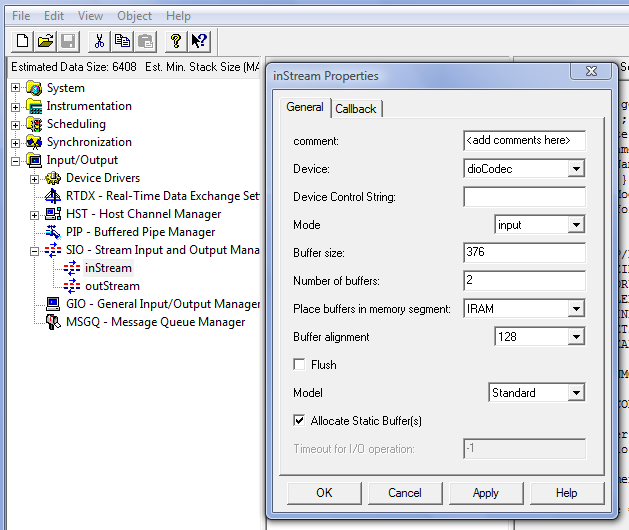 File Edit View Object Help
Estimated Data Size: 6408 Est. Min. Stack Size (MA
inStream Properties
General Callback
System
Instrumentation
Scheduling
Synchronization
Input/Output
Device Drivers
RTDX - Real-Time Data Exchange Set
HST - Host Channel Manager
PIP - Buffered Pipe Manager
SIO - Stream Input and Output Mana
inStream
outStream
GIO - General Input/Output Manager
MSGQ - Message Queue Manager
comment: <add comments here>
Device: dioCodec
Device Control String:
Mode input
Buffer size: 376
Number of buffers: 2
Place buffers in memory segment: IRAM
Buffer alignment 128
Flush
Model Standard
Allocate Static Buffer(s)
Timeout for I/O operation: -1
OK Cancel Apply Help